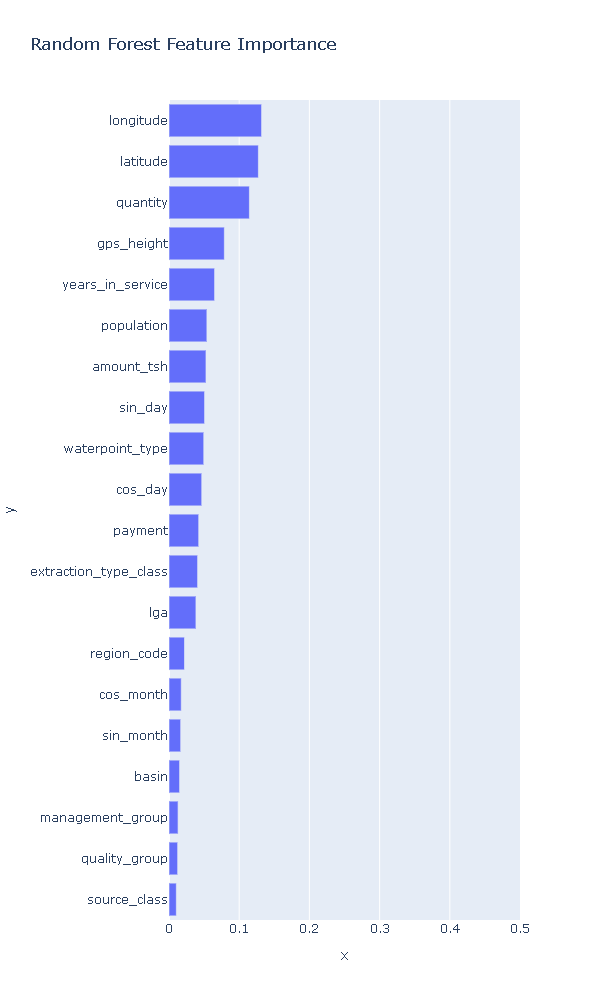 Random Forest Feature Importance
longitude
latitude
quantity
gps_height
years_in_service
population
amount_tsh
sin_day
waterpoint_type
cos_day
y
payment
extraction_type_class
lga
region_code
cos_month
sin_month
basin
management_group
quality_group
source_class
0 0.1 0.2 0.3 0.4 0.5
x